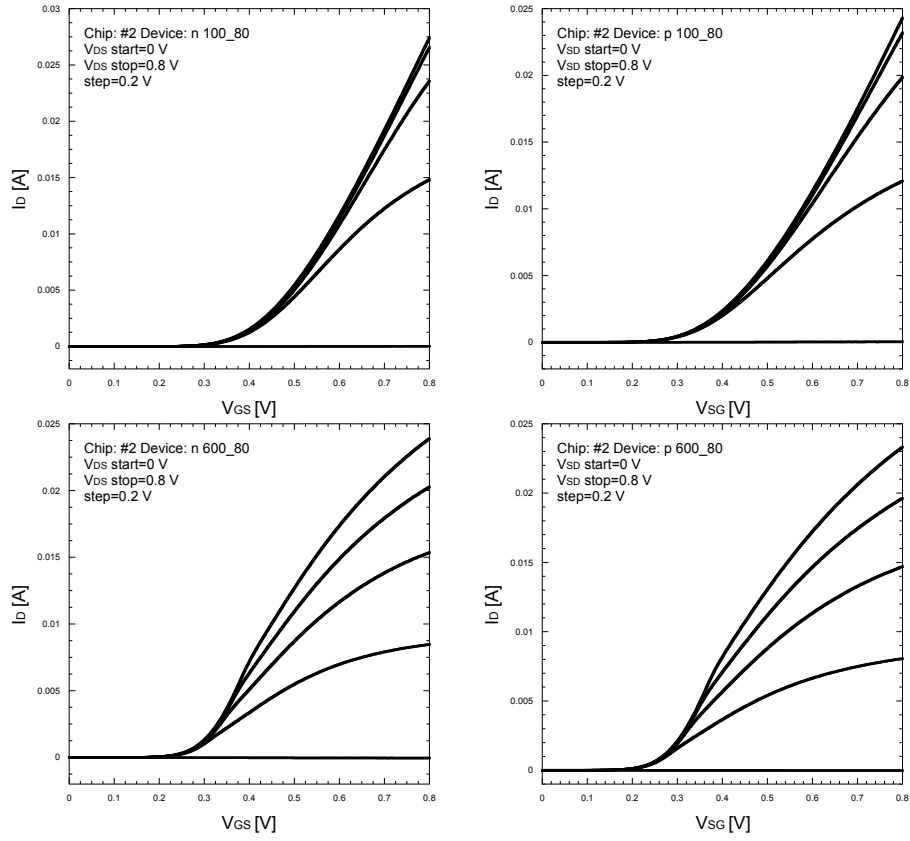 0.03
Chip: #2 Device: n 100_80
VDS start=0 V
VDS stop=0.8 V
step=0.2 V
0.025
0.02
0.015
0.01
0.005
0
ID [A]
0 0.1 0.2 0.3 0.4 0.5 0.6 0.7 0.8
VGS [V]
0.025
Chip: #2 Device: p 100_80
VSD start=0 V
VSD stop=0.8 V
step=0.2 V
0.02
0.015
0.01
0.005
0
ID [A]
0 0.1 0.2 0.3 0.4 0.5 0.6 0.7 0.8
VSG [V]
0.025
Chip: #2 Device: n 600_80
VDS start=0 V
VDS stop=0.8 V
step=0.2 V
0.02
0.015
0.01
0.005
0
ID [A]
0 0.1 0.2 0.3 0.4 0.5 0.6 0.7 0.8
VGS [V]
0.025
Chip: #2 Device: p 600_80
VSD start=0 V
VSD stop=0.8 V
step=0.2 V
0.02
0.015
0.01
0.005
0
ID [A]
0 0.1 0.2 0.3 0.4 0.5 0.6 0.7 0.8
VSG [V]